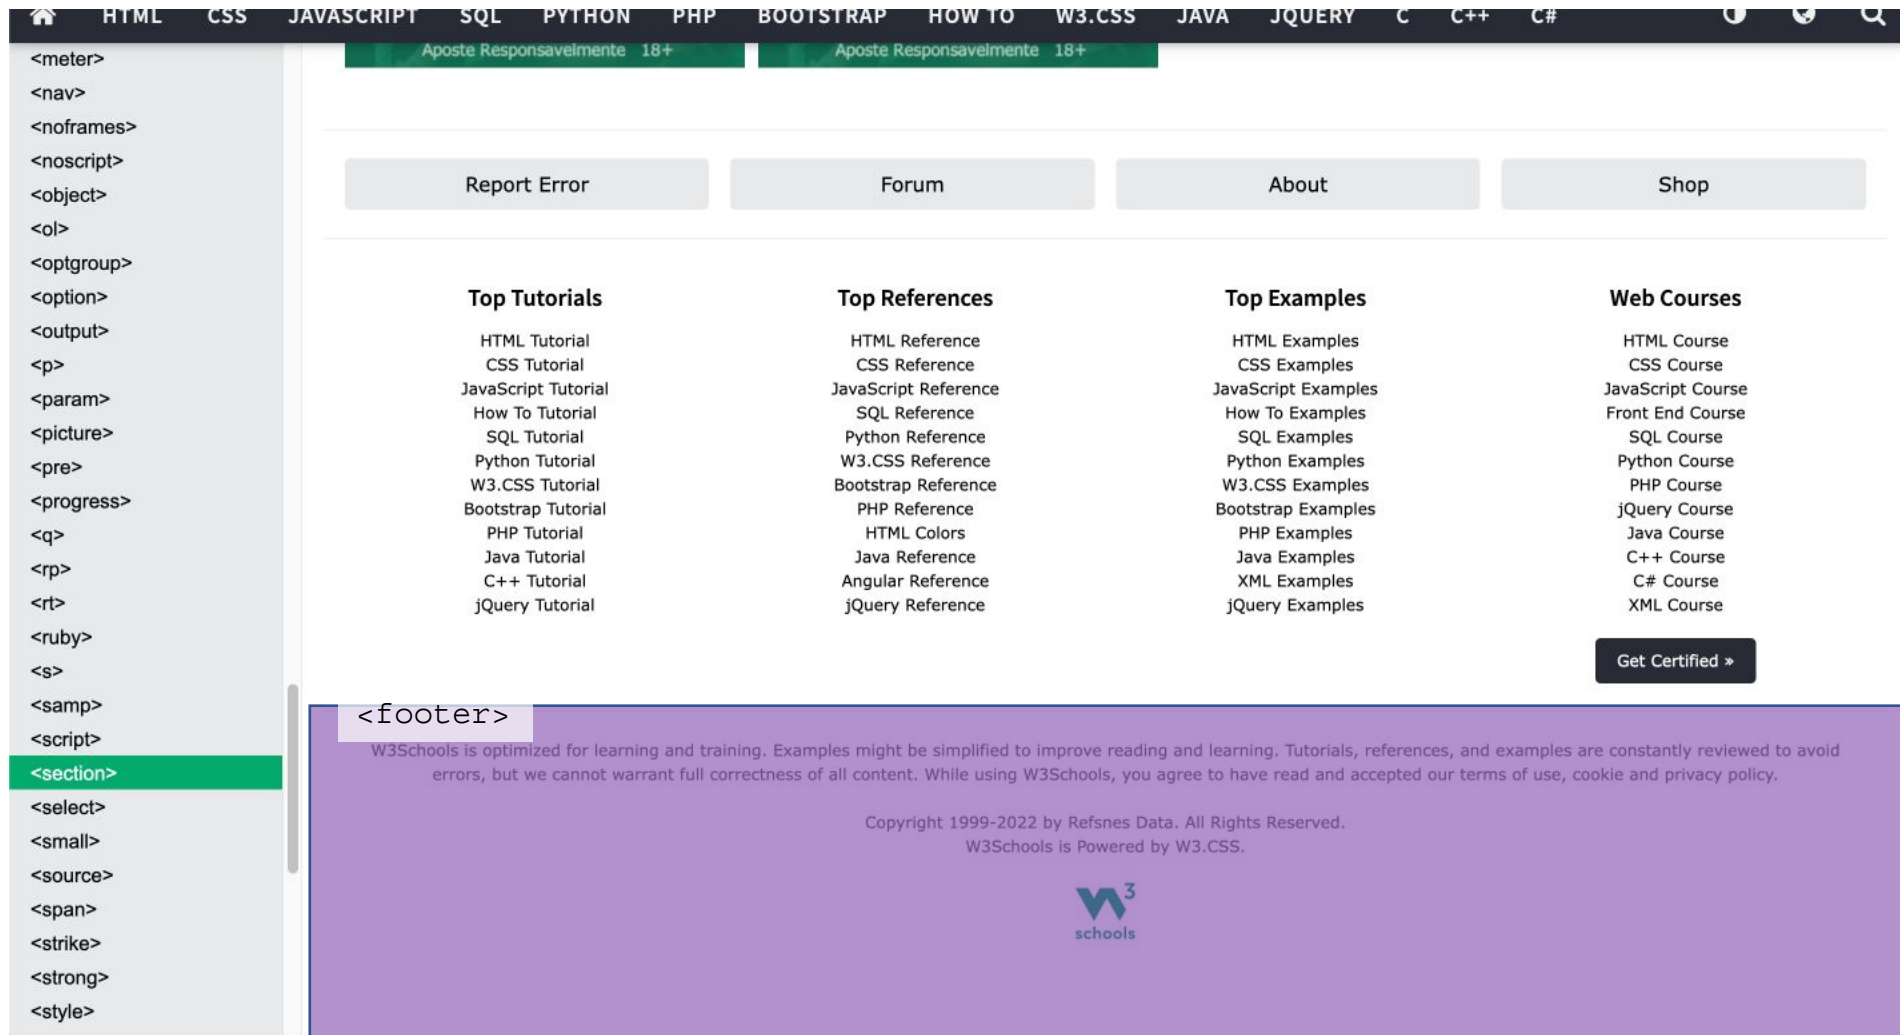 HTML CSS JAVASCRIPT SQL PYTHON PHP BOOTSTRAP HOW TO W3.CSS JAVA JQUERY C C++ C#
<meter>
<nav>
<noframes>
<noscript>
<object>
<ol>
<optgroup>
<option>
<output>
<p>
<param>
<picture>
<pre>
<progress>
<q>
<rp>
<rt>
<ruby>
<s>
<samp>
<script>
<section>
<select>
<small>
<source>
<span>
<strike>
<strong>
<style>
Aposte Responsavelmente 18+
Aposte Responsavelmente 18+
Report Error
Forum
About
Shop
Top Tutorials
HTML Tutorial
CSS Tutorial
JavaScript Tutorial
How To Tutorial
SQL Tutorial
Python Tutorial
W3.CSS Tutorial
Bootstrap Tutorial
PHP Tutorial
Java Tutorial
C++ Tutorial
jQuery Tutorial
Top References
HTML Reference
CSS Reference
JavaScript Reference
SQL Reference
Python Reference
W3.CSS Reference
Bootstrap Reference
PHP Reference
HTML Colors
Java Reference
Angular Reference
jQuery Reference
Top Examples
HTML Examples
CSS Examples
JavaScript Examples
How To Examples
SQL Examples
Python Examples
W3.CSS Examples
Bootstrap Examples
PHP Examples
Java Examples
XML Examples
jQuery Examples
Web Courses
HTML Course
CSS Course
JavaScript Course
Front End Course
SQL Course
Python Course
PHP Course
jQuery Course
Java Course
C++ Course
C# Course
XML Course
Get Certified »
<footer>
W3Schools is optimized for learning and training. Examples might be simplified to improve reading and learning. Tutorials, references, and examples are constantly reviewed to avoid
errors, but we cannot warrant full correctness of all content. While using W3Schools, you agree to have read and accepted our terms of use, cookie and privacy policy.
Copyright 1999-2022 by Refsnes Data. All Rights Reserved.
W3Schools is Powered by W3.CSS.
W3
schools